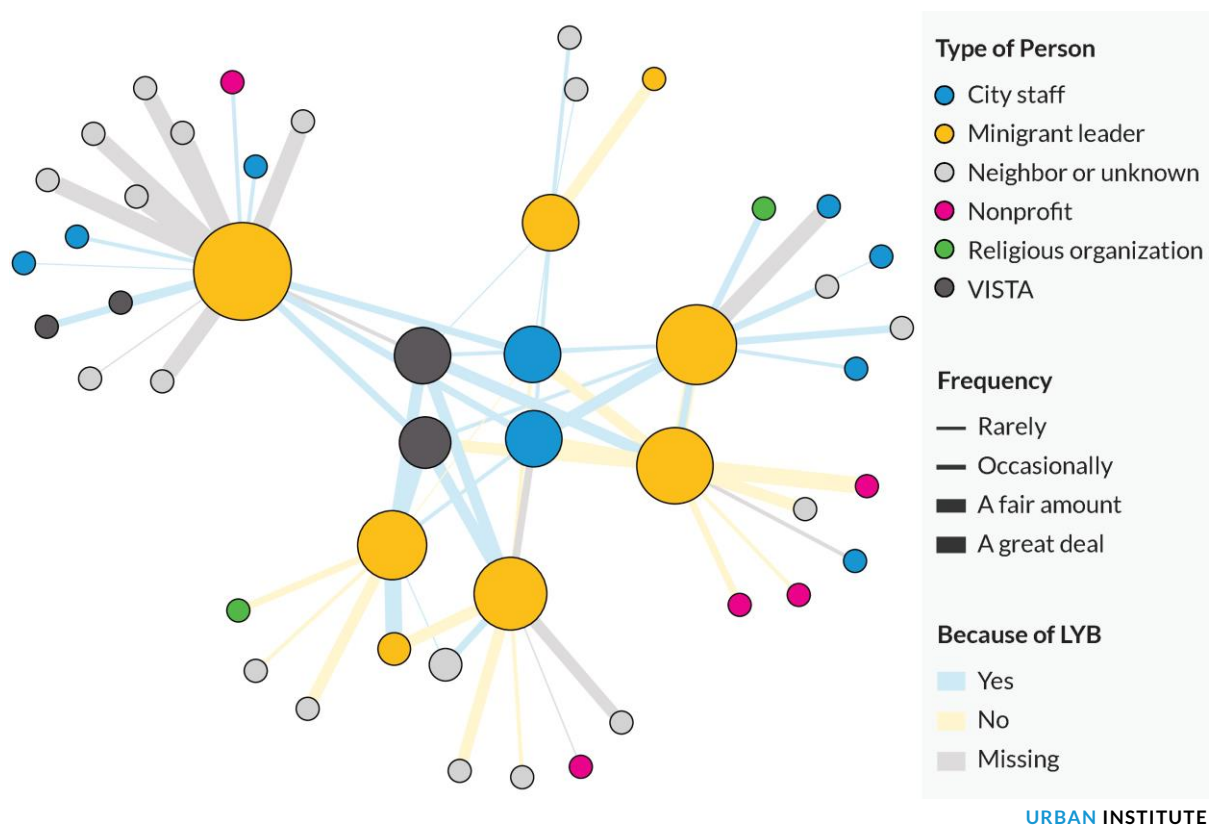 Type of Person
City staff
Minigrant leader
Neighbor or unknown
Nonprofit
Religious organization
VISTA
Frequency
Rarely
Occasionally
A fair amount
A great deal
Because of LYB
Yes
No
Missing
URBAN INSTITUTE